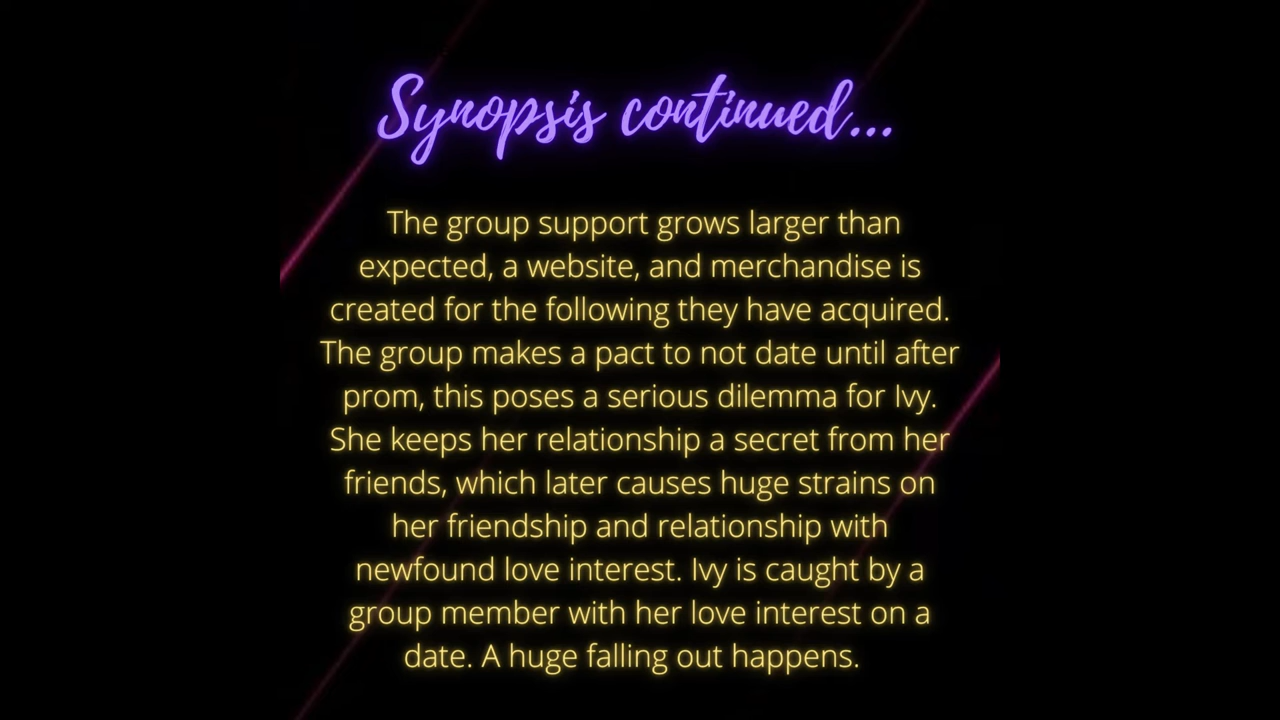 Synopsis continued...
The group support grows larger than
expected, a website, and merchandise is
created for the following they have acquired.
The group makes a pact to not date until after
prom, this poses a serious dilemma for Ivy.
She keeps her relationship a secret from her
friends, which later causes huge strains on
her friendship and relationship with
newfound love interest. Ivy is caught by a
group member with her love interest on a
date. A huge falling out happens.